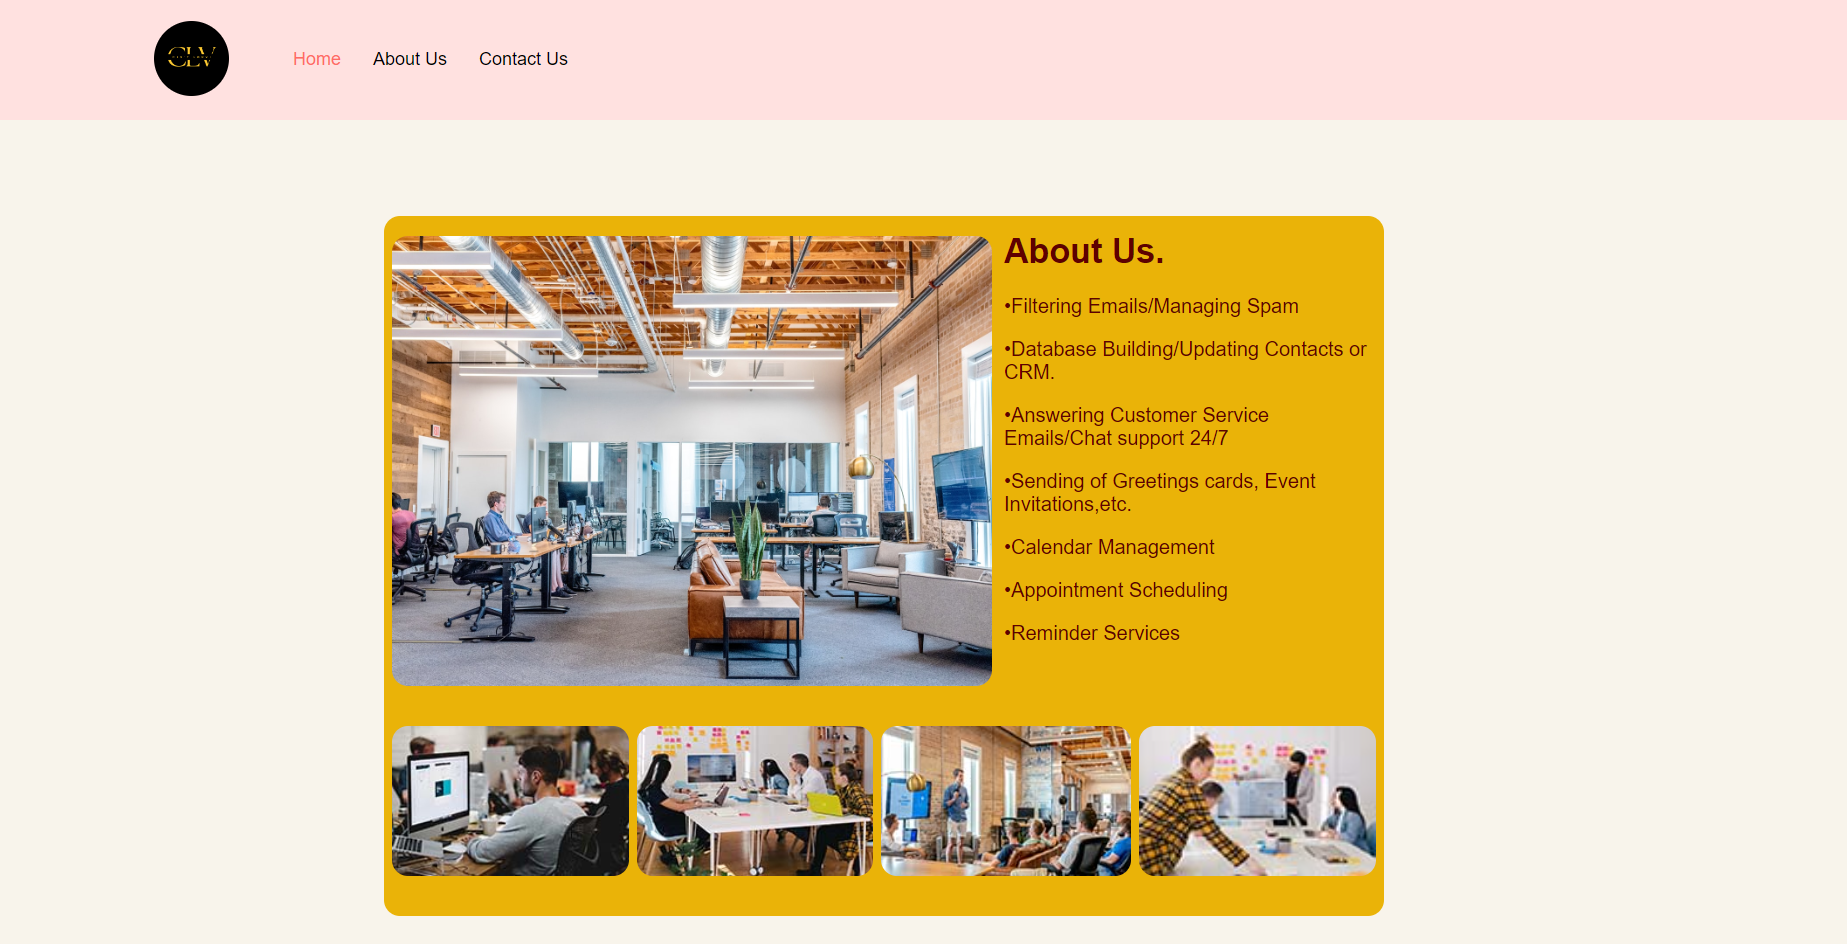 CLV
Home About Us Contact Us
About Us.
•Filtering Emails/Managing Spam
•Database Building/Updating Contacts or
CRM.
•Answering Customer Service
Emails/Chat support 24/7
•Sending of Greetings cards, Event
Invitations,etc.
•Calendar Management
•Appointment Scheduling
•Reminder Services